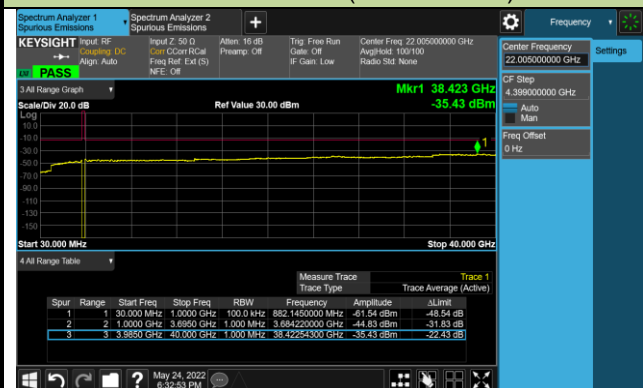 Spectrum Analyzer 1
Spurious Emissions
Spectrum Analyzer 2
Spurious Emissions
+
Frequency
KEYSIGHT
Input: RF
Coupling: DC
Align: Auto
Input Z: 50 Ω
Corr CCorr RCal
Freq Ref: Ext (S)
NFE: Off
Atten: 16 dB
Preamp: Off
Trig: Free Run
Gate: Off
IF Gain: Low
Center Freq: 22.005000000 GHz
AvgHold: 100/100
Radio Std: None
PASS
Center Frequency
22.005000000 GHz
Settings
CF Step
4.399000000 GHz
Auto
Man
Freq Offset
0 Hz
3 All Range Graph
Mkr1 38.423 GHz
Scale/Div 20.0 dB
Ref Value 30.00 dBm
-35.43 dBm
Log
10.0
-10.0
-30.0
-50.0
-70.0
-90.0
-110
-130
-150
1
Start 30.000 MHz
Stop 40.000 GHz
4 All Range Table
Measure Trace Trace 1
Trace Type Trace Average (Active)
Spur Range Start Freq Stop Freq RBW Frequency Amplitude ΔLimit
1 1 30.000 MHz 1.0000 GHz 100.0 kHz 882.1450000 MHz -61.54 dBm -48.54 dB
2 2 1.0000 GHz 3.6950 GHz 1.000 MHz 3.684220000 GHz -44.83 dBm -31.83 dB
3 3 3.9850 GHz 40.000 GHz 1.000 MHz 38.42254300 GHz -35.43 dBm -22.43 dB
?
May 24, 2022
6:32:53 PM